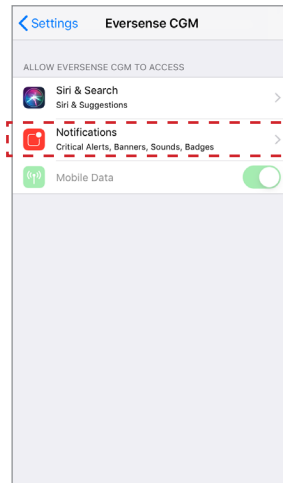 Settings Eversense CGM
ALLOW EVERSENSE CGM TO ACCESS
Siri & Search
Siri & Suggestions
Notifications
Critical Alerts, Banners, Sounds, Badges
Mobile Data